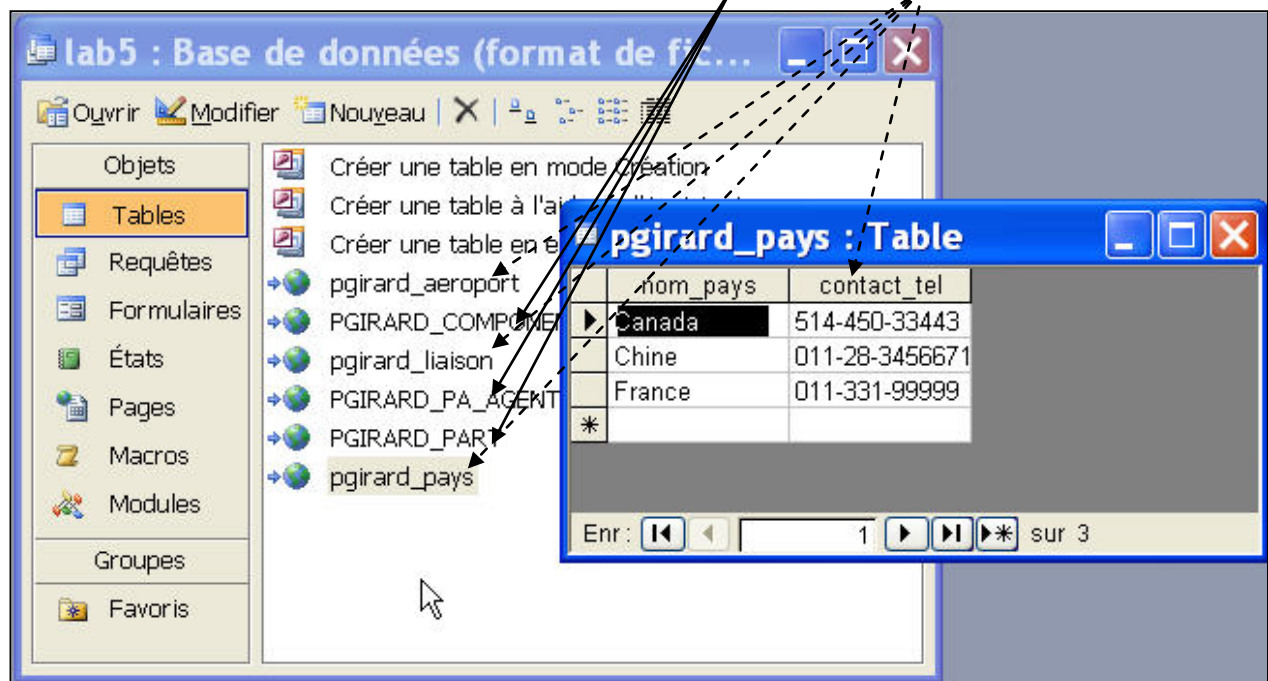 lab5 : Base de données (format de fic...
Ouvrir Modifier Nouveau
Objets
Tables
Requêtes
Formulaires
États
Pages
Macros
Modules
Groupes
Favoris
Créer une table en mode Création
Créer une table à l'ai
Créer une table en e
pgirard_aeroport
PGIRARD_COMPONE
pgirard_liaison
PGIRARD_PA_AGENT
PGIRARD_PART
pgirard_pays
pgirard_pays : Table
nom_pays contact_tel
Canada 514-450-33443
Chine 011-28-3456671
France 011-331-99999
Enr : 1 sur 3